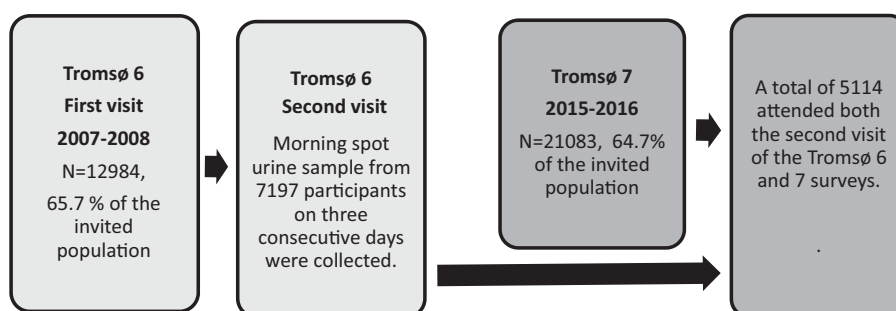 Tromsø 6
First visit
2007-2008
N=12984,
65.7 % of the
invited
population
Tromsø 6
Second visit
Morning spot
urine sample from
7197 participants
on three
consecutive days
were collected.
Tromsø 7
2015-2016
N=21083, 64.7%
of the invited
population
A total of 5114
attended both
the second visit
of the Tromsø 6
and 7 surveys.
.